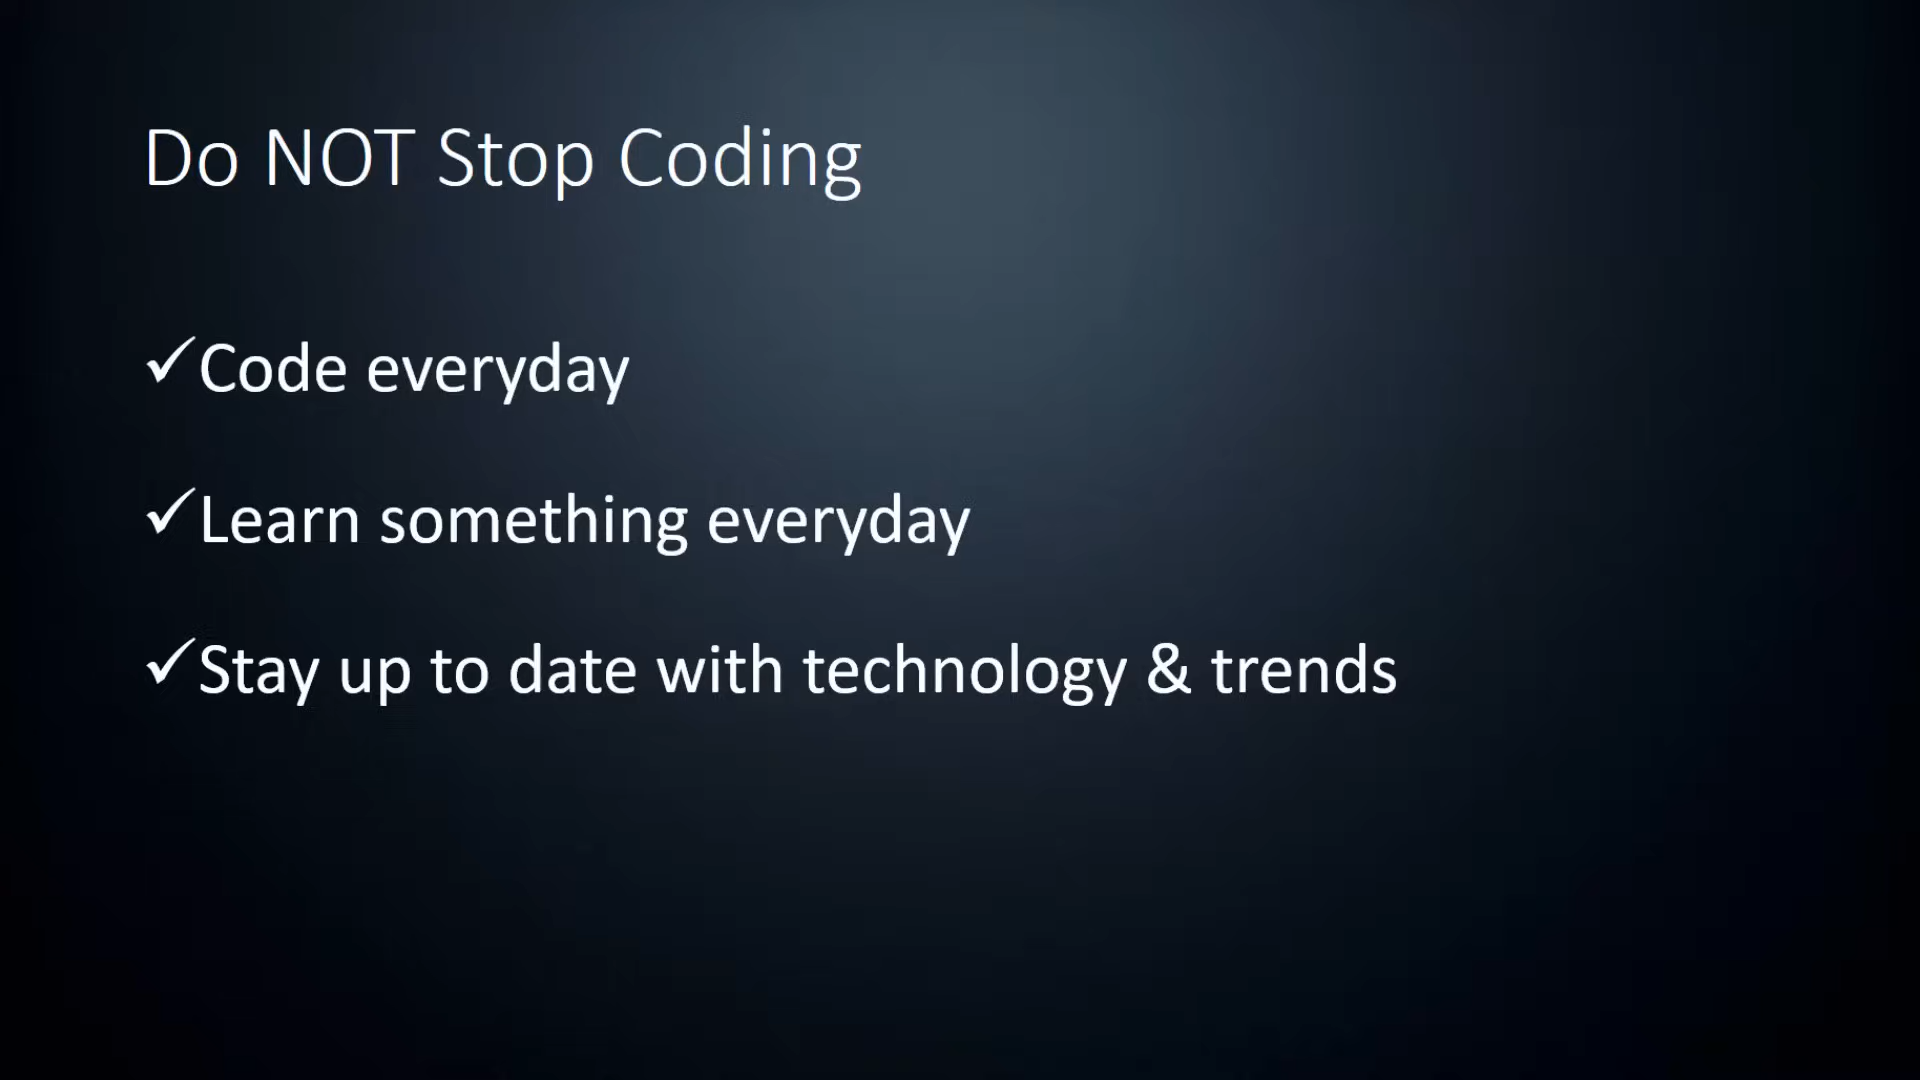 Do NOT Stop Coding
✓Code everyday
✓Learn something everyday
✓Stay up to date with technology & trends